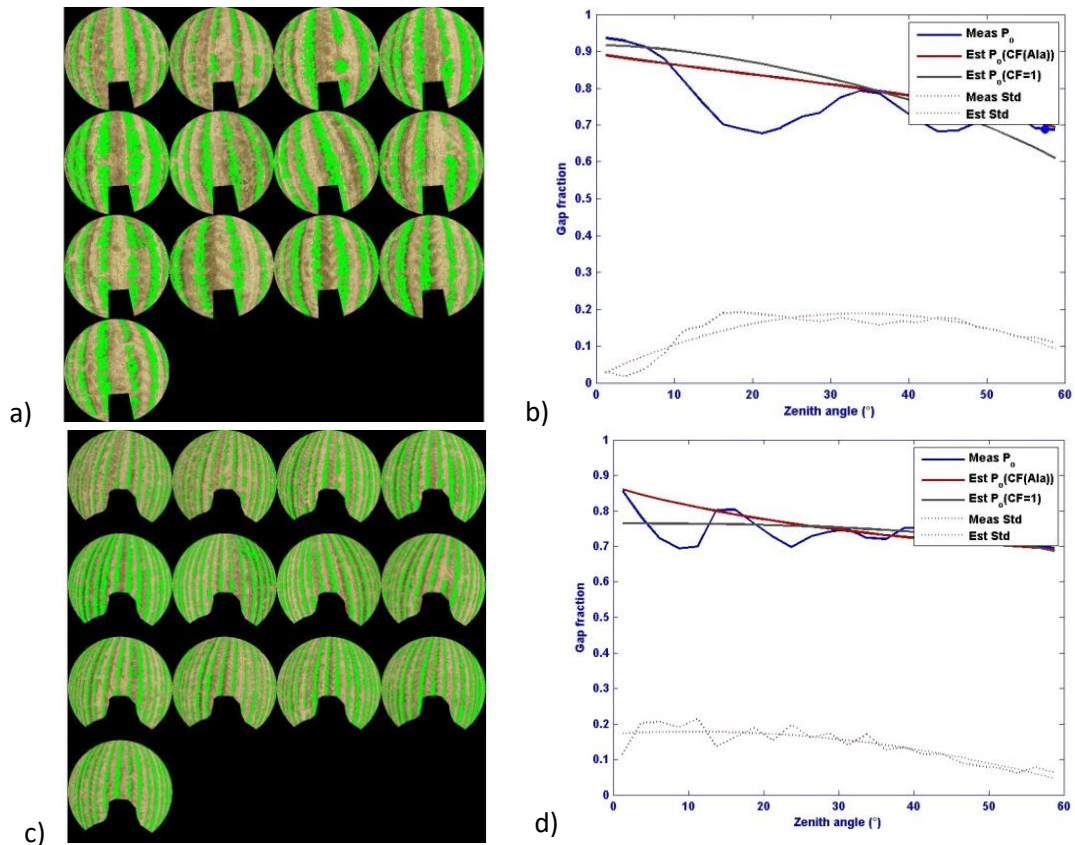 a)
b)
1
0.9
0.8
0.7
0.6
0.5
0.4
0.3
0.2
0.1
0
Gap fraction
0 10 20 30 40 50 60
Zenith angle (°)
Meas P₀
Est P₀(CF(Ala))
Est P₀(CF=1)
Meas Std
Est Std
c)
d)
1
0.9
0.8
0.7
0.6
0.5
0.4
0.3
0.2
0.1
0
Gap fraction
0 10 20 30 40 50 60
Zenith angle (°)
Meas P₀
Est P₀(CF(Ala))
Est P₀(CF=1)
Meas Std
Est Std